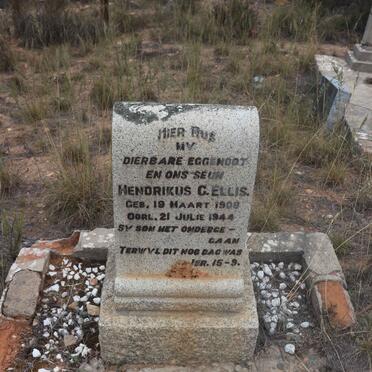 HIER RUS
MY
DIERBARE EGGENOOT
EN ONS SEUN
HENDRIKUS C. ELLIS.
GEB. 19 MAART 1908
OORL. 21 JULIE 1944
SY SON HET ONDERGE-
GAAN
TERWYL DIT NOG DAG WAS
JER. 15-9.